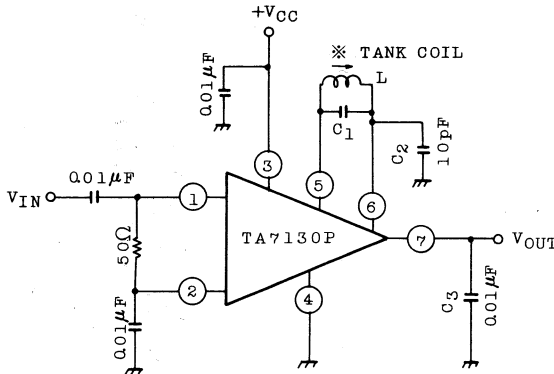 +VCC
※ TANK COIL
L
0.01μF
C1
C2
10pF
0.01μF
3
5
6
VIN
1
TA7130P
7
VOUT
50Ω
2
4
C3
0.01μF
0.01μF